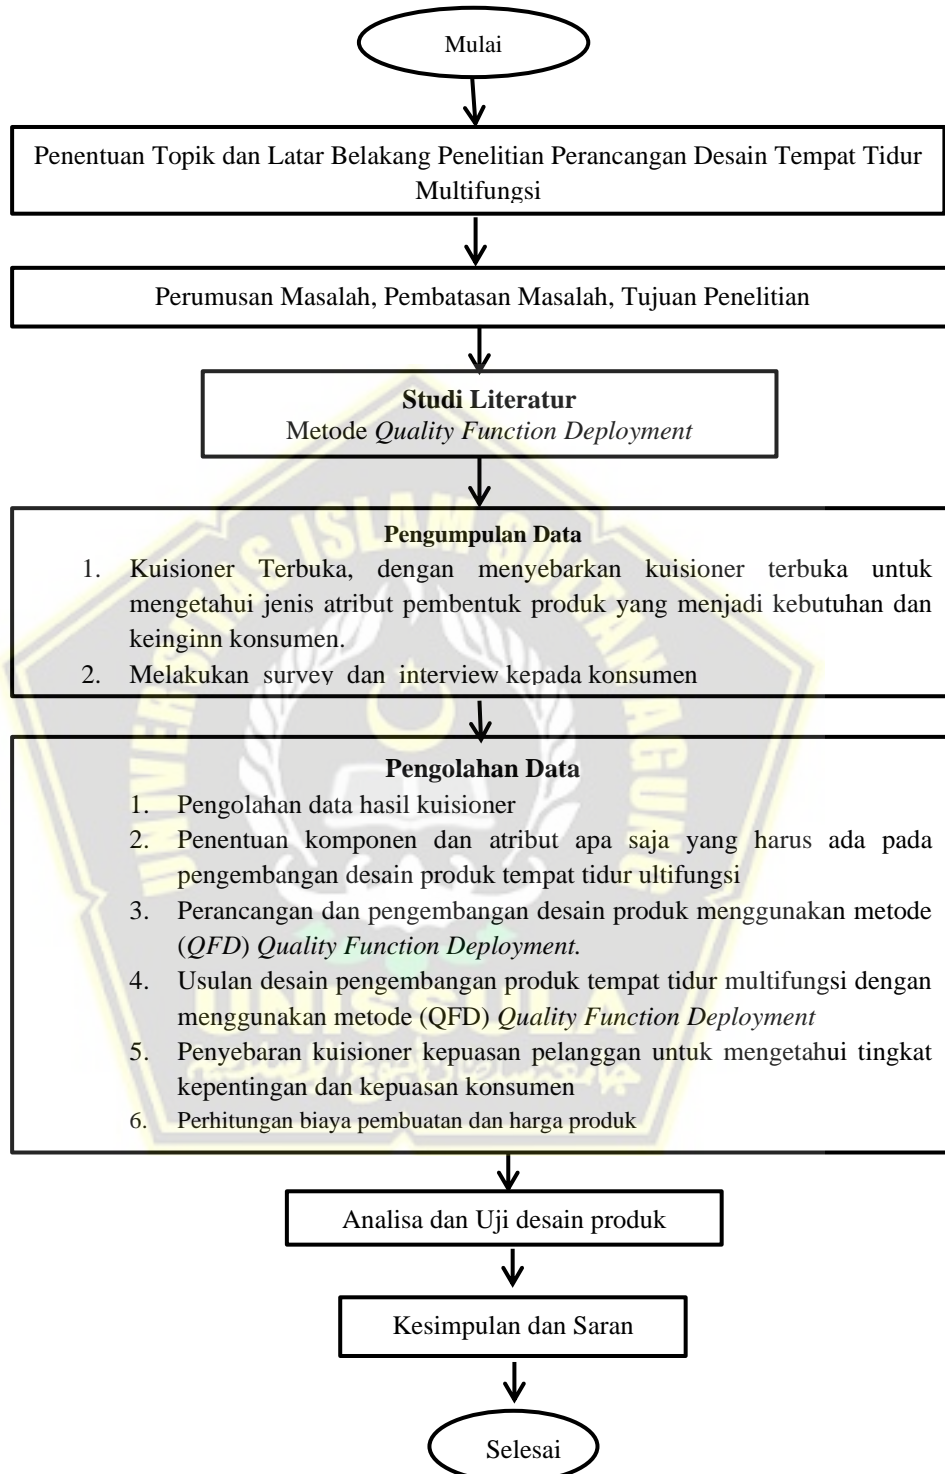 Mulai
Penentuan Topik dan Latar Belakang Penelitian Perancangan Desain Tempat Tidur
Multifungsi
Perumusan Masalah, Pembatasan Masalah, Tujuan Penelitian
Studi Literatur
Metode Quality Function Deployment
Pengumpulan Data
1. Kuisioner Terbuka, dengan menyebarkan kuisioner terbuka untuk
mengetahui jenis atribut pembentuk produk yang menjadi kebutuhan dan
keinginn konsumen.
2. Melakukan survey dan interview kepada konsumen
Pengolahan Data
1. Pengolahan data hasil kuisioner
2. Penentuan komponen dan atribut apa saja yang harus ada pada
pengembangan desain produk tempat tidur ultifungsi
3. Perancangan dan pengembangan desain produk menggunakan metode
(QFD) Quality Function Deployment.
4. Usulan desain pengembangan produk tempat tidur multifungsi dengan
menggunakan metode (QFD) Quality Function Deployment
5. Penyebaran kuisioner kepuasan pelanggan untuk mengetahui tingkat
kepentingan dan kepuasan konsumen
6. Perhitungan biaya pembuatan dan harga produk
Analisa dan Uji desain produk
Kesimpulan dan Saran
Selesai
UNIVERSITAS ISLAM SULTAN AGUNG
UNISSULA